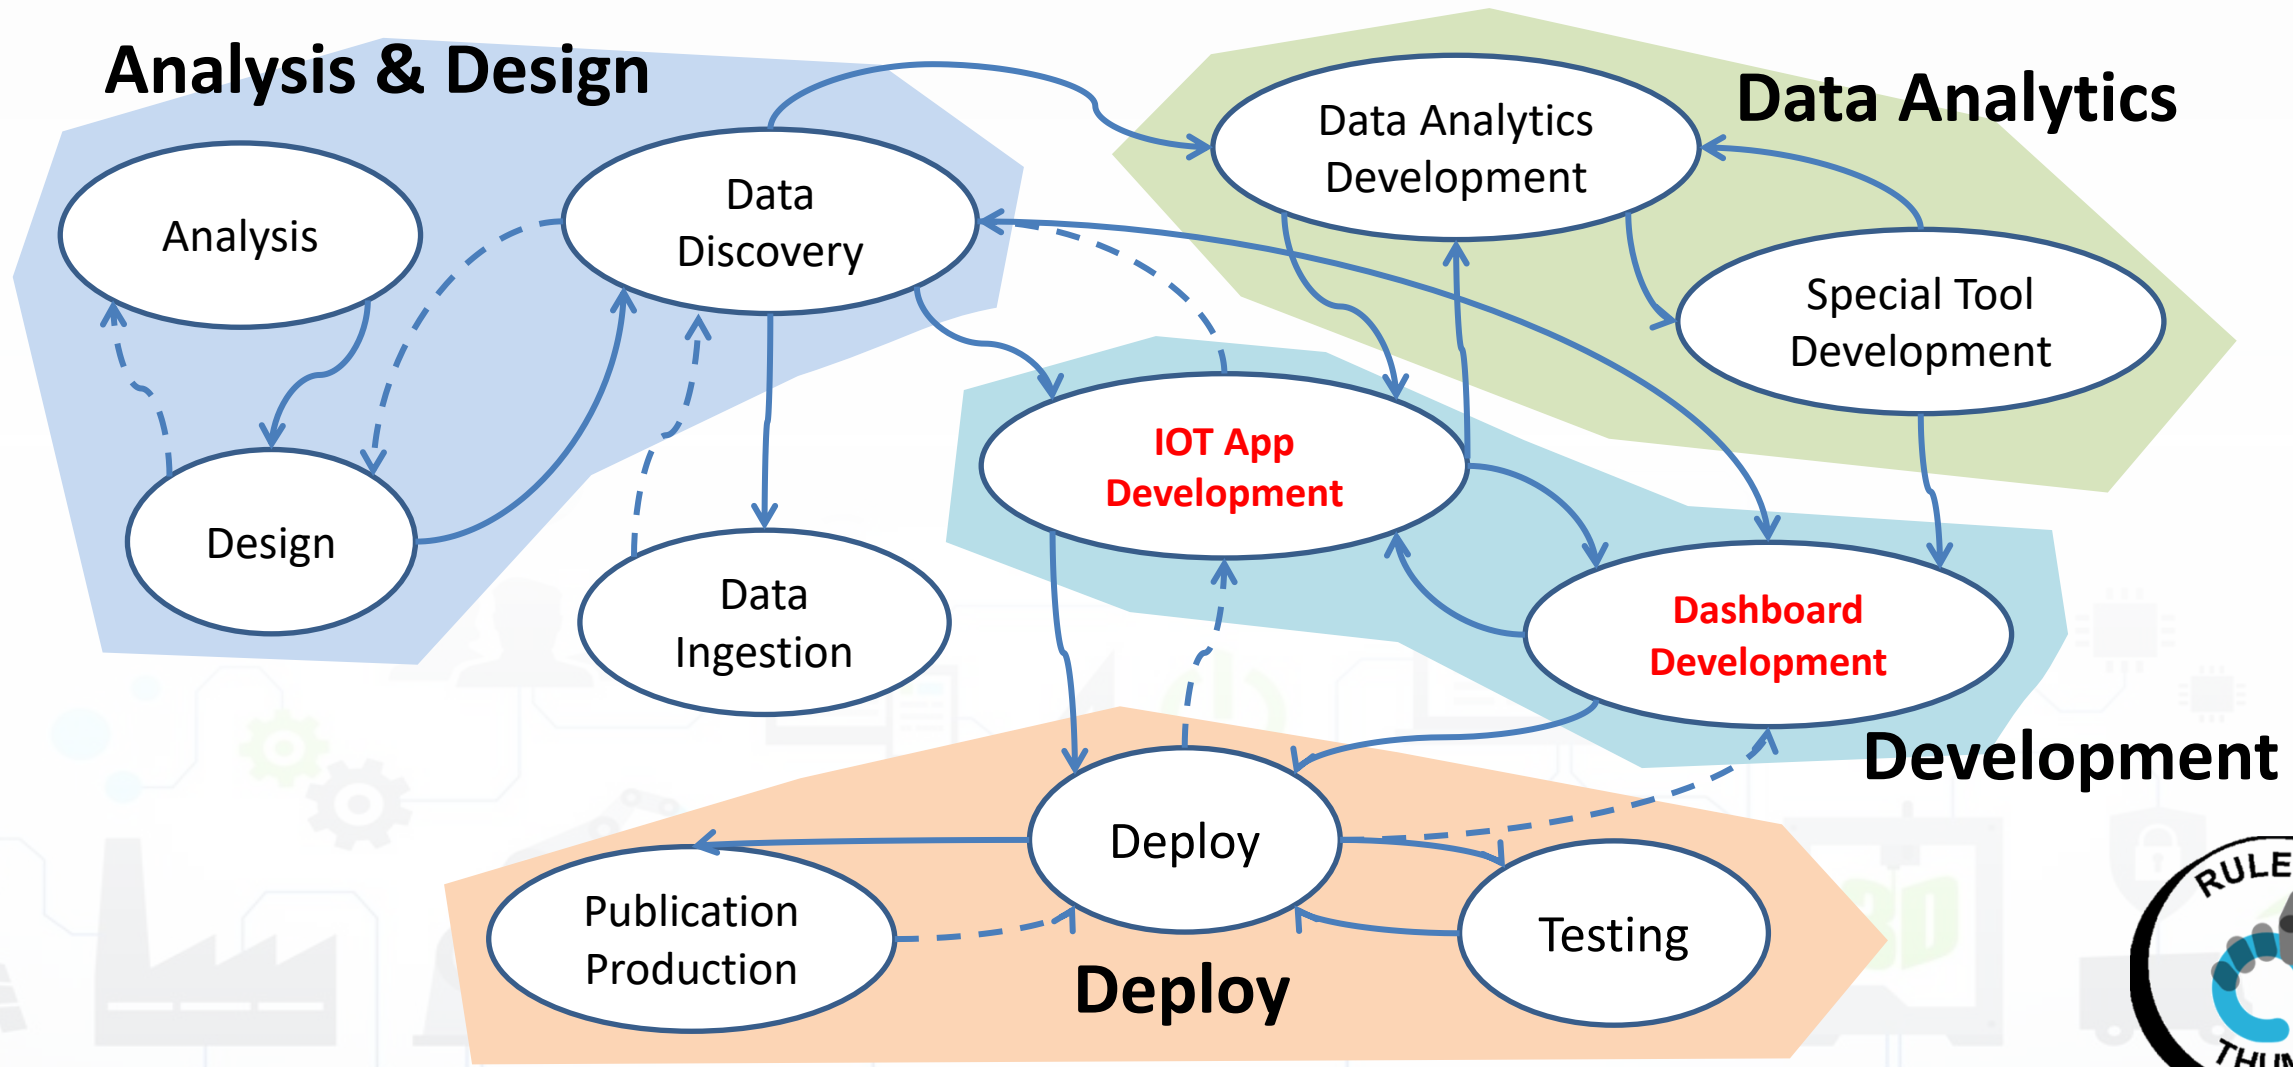 Analysis & Design
Data Analytics
Data Analytics
Development
Data
Discovery
Analysis
Special Tool
Development
IOT App
Development
Design
Data
Ingestion
Dashboard
Development
Development
Deploy
Publication
Production
Testing
Deploy
RULE